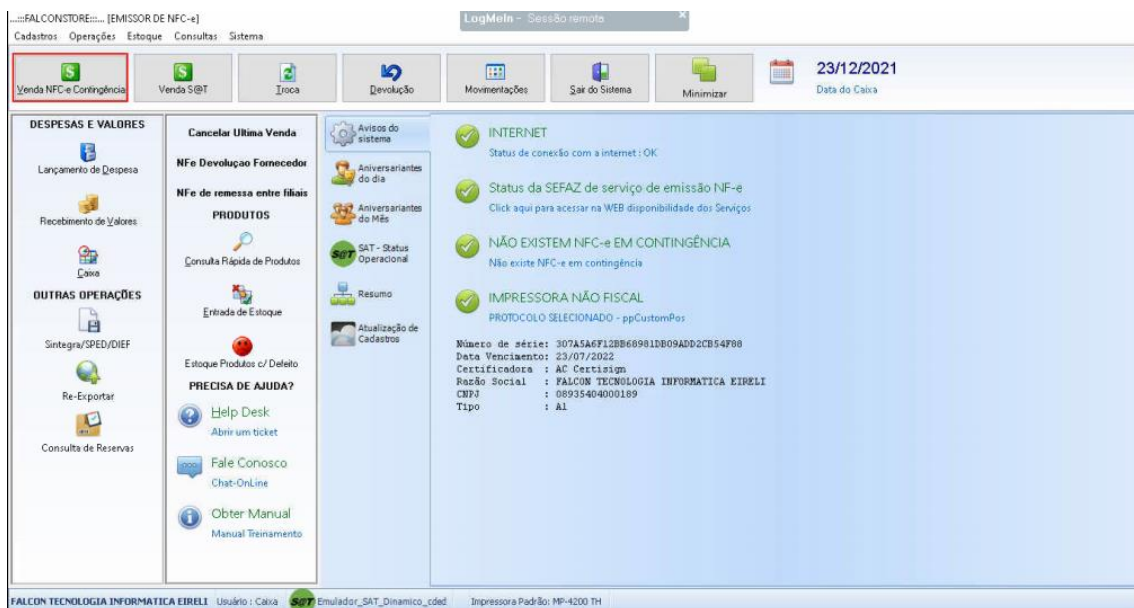 ...:::FALCONSTORE:::... [EMISSOR DE NFC-e]
LogMeIn - Sessão remota
Cadastros Operações Estoque Consultas Sistema
Venda NFC-e Contingência
Venda S@T
Troca
Devolução
Movimentações
Sair do Sistema
Minimizar
23/12/2021
Data do Caixa
DESPESAS E VALORES
Lançamento de Despesa
Recebimento de Valores
Caixa
OUTRAS OPERAÇÕES
Sintegra/SPED/DIEF
Re-Exportar
Consulta de Reservas
Cancelar Ultima Venda
NFe Devoluçao Fornecedor
NFe de remessa entre filiais
PRODUTOS
Consulta Rápida de Produtos
Entrada de Estoque
Estoque Produtos c/ Defeito
PRECISA DE AJUDA?
Help Desk
Abrir um ticket
Fale Conosco
Chat-OnLine
Obter Manual
Manual Treinamento
Avisos do
sistema
Aniversariantes
do dia
Aniversariantes
do Mês
S@T
SAT - Status
Operacional
Resumo
Atualização de
Cadastros
INTERNET
Status de conexão com a internet : OK
Status da SEFAZ de serviço de emissão NF-e
Click aqui para acessar na WEB disponibilidade dos Serviços
NÃO EXISTEM NFC-e EM CONTINGÊNCIA
Não existe NFC-e em contingência
IMPRESSORA NÃO FISCAL
PROTOCOLO SELECIONADO - ppCustomPos
Número de série: 307A5A6F12BB68981DB09ADD2CB54F88
Data Vencimento: 23/07/2022
Certificadora : AC Certisign
Razão Social : FALCON TECNOLOGIA INFORMATICA EIRELI
CNPJ : 08935404000189
Tipo : A1
FALCON TECNOLOGIA INFORMATICA EIRELI Usuário : Caixa S@T Emulador_SAT_Dinamico_cded Impressora Padrão: MP-4200 TH